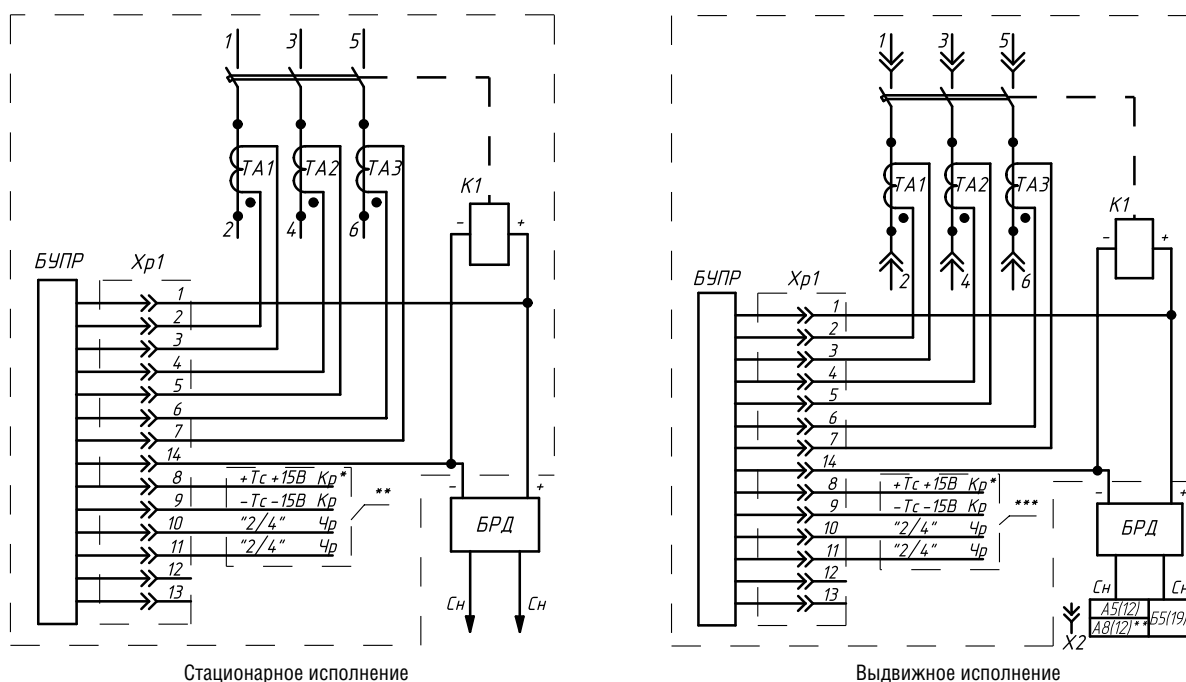 1 3 5
ТА1 ТА2 ТА3
К1
- +
2 4 6
БУПР Хр1
1
2
3
4
5
6
7
14
8 +Тс +15В Кр*
9 -Тс -15В Кр
10 "2/4" Чр
11 "2/4" Чр
12
13
**
- +
БРД
Сн Сн
Стационарное исполнение
1 3 5
ТА1 ТА2 ТА3
К1
- +
2 4 6
БУПР Хр1
1
2
3
4
5
6
7
14
8 +Тс +15В Кр*
9 -Тс -15В Кр
10 "2/4" Чр
11 "2/4" Чр
12
13
***
- +
БРД
Сн Сн
А5(12) Б5(19)
А8(12)**
Х2
Выдвижное исполнение